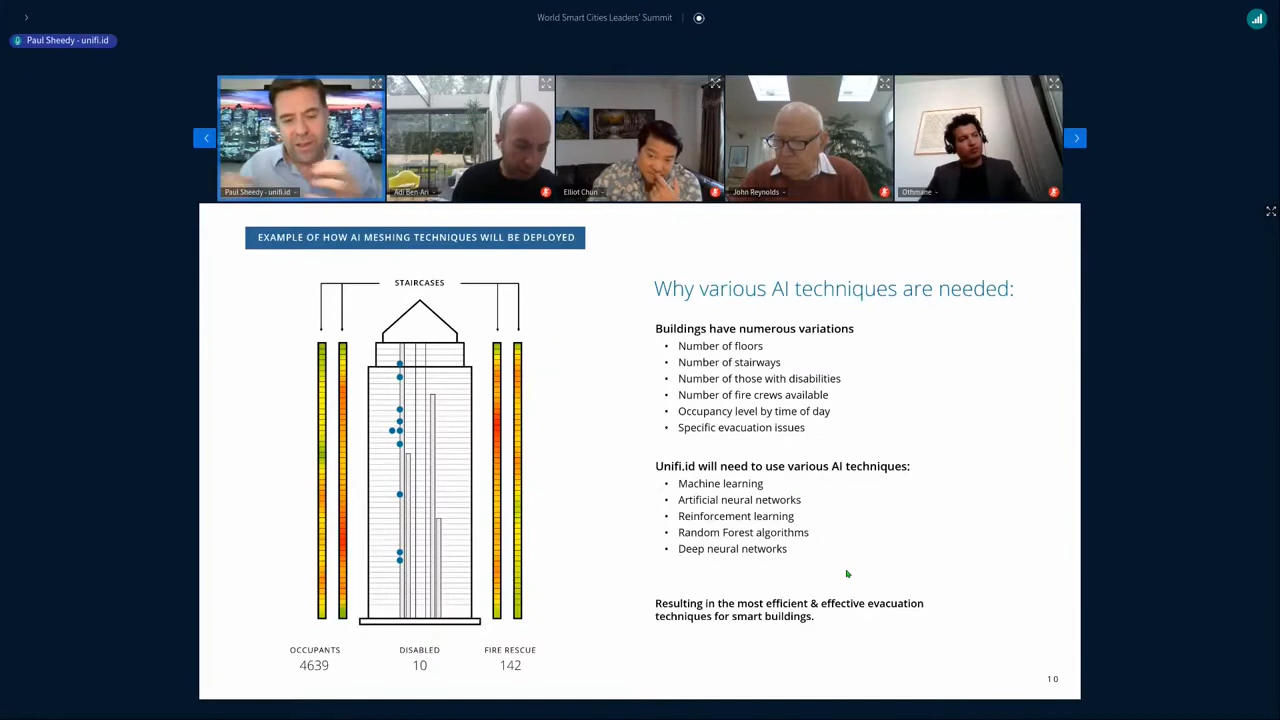 World Smart Cities Leaders' Summit
Paul Sheedy - unifi.id
Paul Sheedy - unifi.id
Adi Ben-Ari
Elliot Chun
John Reynolds
Othmane
EXAMPLE OF HOW AI MESHING TECHNIQUES WILL BE DEPLOYED
STAIRCASES
OCCUPANTS
4639
DISABLED
10
FIRE RESCUE
142
Why various AI techniques are needed:
Buildings have numerous variations
• Number of floors
• Number of stairways
• Number of those with disabilities
• Number of fire crews available
• Occupancy level by time of day
• Specific evacuation issues
Unifi.id will need to use various AI techniques:
• Machine learning
• Artificial neural networks
• Reinforcement learning
• Random Forest algorithms
• Deep neural networks
Resulting in the most efficient & effective evacuation
techniques for smart buildings.
10